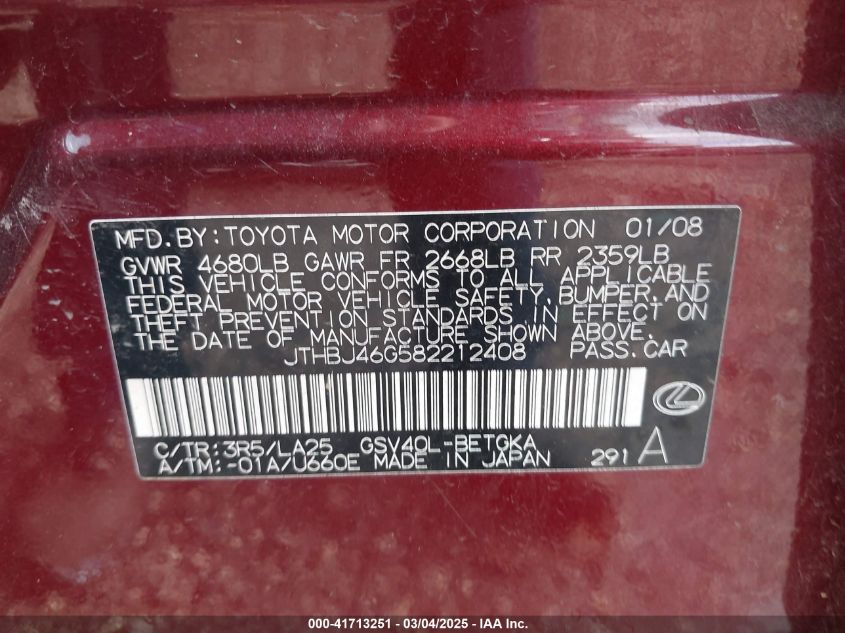 MFD. BY: TOYOTA MOTOR CORPORATION 01/08
GVWR 4680LB GAWR FR 2668LB RR 2359LB
THIS VEHICLE CONFORMS TO ALL APPLICABLE
FEDERAL MOTOR VEHICLE SAFETY, BUMPER, AND
THEFT PREVENTION STANDARDS IN EFFECT ON
THE DATE OF MANUFACTURE SHOWN ABOVE.
JTHBJ46G582212408 PASS. CAR
C/TR: 3R5/LA25 GSV40L-BETGKA
A/TM: -01A/U660E MADE IN JAPAN 291 A
000-41713251 - 03/04/2025 - IAA Inc.